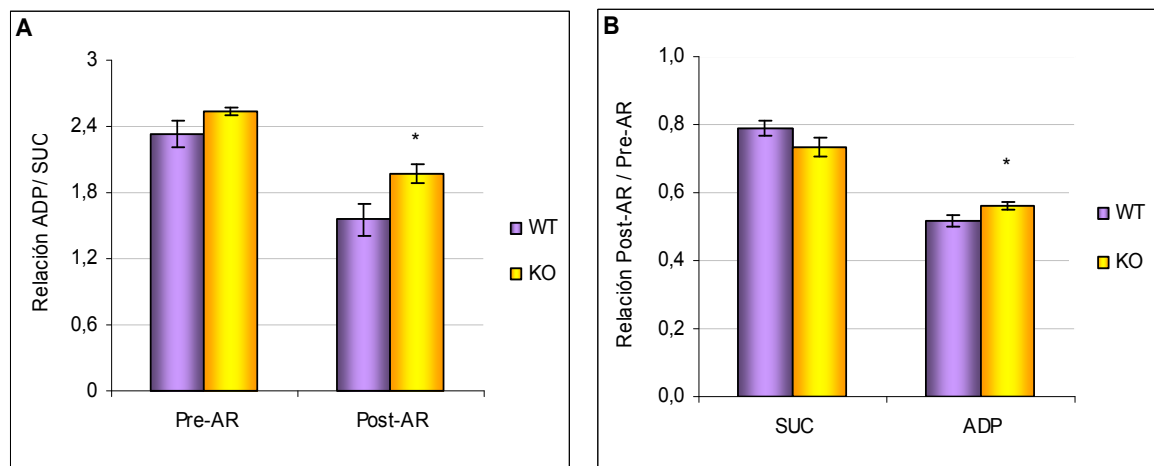 A
Relación ADP/ SUC
3
2,4
1,8
1,2
0,6
0
*
Pre-AR
Post-AR
WT
KO
B
Relación Post-AR / Pre-AR
1,0
0,8
0,6
0,4
0,2
0,0
*
SUC
ADP
WT
KO